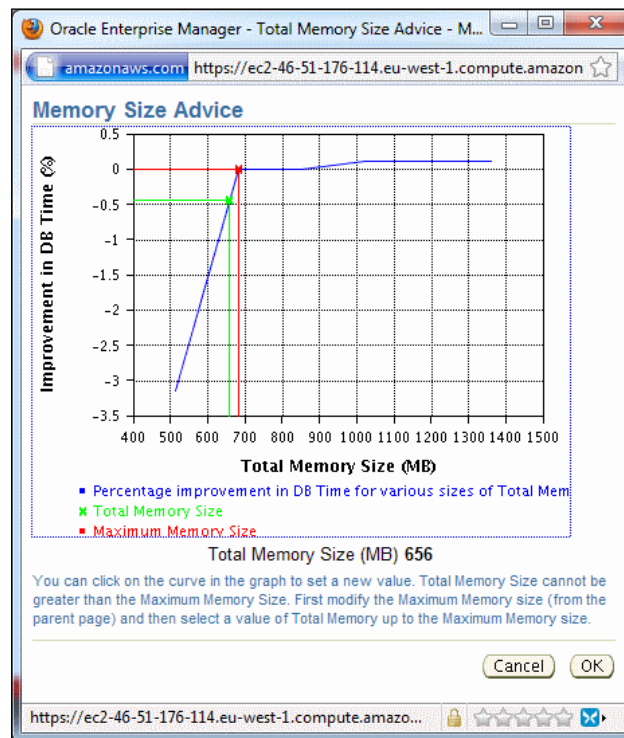 Oracle Enterprise Manager - Total Memory Size Advice - M...
amazonaws.com https://ec2-46-51-176-114.eu-west-1.compute.amazon
Memory Size Advice
Improvement in DB Time (%)
0.5
0
-0.5
-1
-1.5
-2
-2.5
-3
-3.5
400 500 600 700 800 900 1000 1100 1200 1300 1400 1500
Total Memory Size (MB)
Percentage improvement in DB Time for various sizes of Total Mem
Total Memory Size
Maximum Memory Size
Total Memory Size (MB) 656
You can click on the curve in the graph to set a new value. Total Memory Size cannot be
greater than the Maximum Memory Size. First modify the Maximum Memory size (from the
parent page) and then select a value of Total Memory up to the Maximum Memory size.
Cancel OK
https://ec2-46-51-176-114.eu-west-1.compute.amazo...